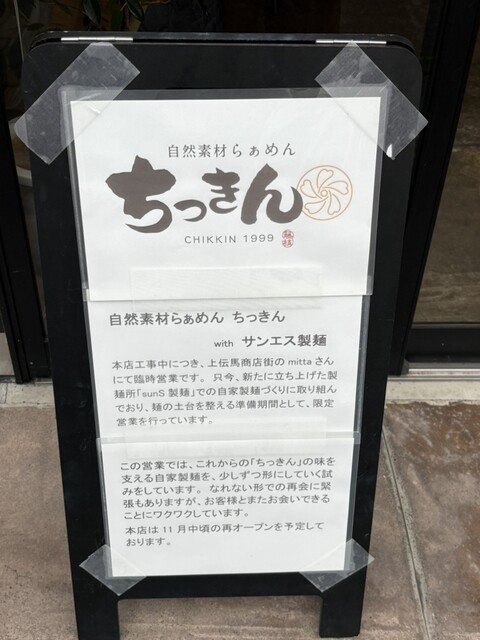 自然素材らぁめん
ちっきん
CHIKKIN 1999
自然素材らぁめん ちっきん
with サンエス製麺
本店工事中につき、上伝馬商店街の mitta さん
にて臨時営業です。只今、新たに立ち上げた製
麺所「sunS 製麺」での自家製麺づくりに取り組ん
でおり、麺の土台を整える準備期間として、限定
営業を行っています。
この営業では、これからの「ちっきん」の味を
支える自家製麺を、少しずつ形にしていく試
みをしています。なれない形での再会に緊
張もありますが、お客様とまたお会いできる
ことにワクワクしています。
本店は 11 月中頃の再オープンを予定して
おります。